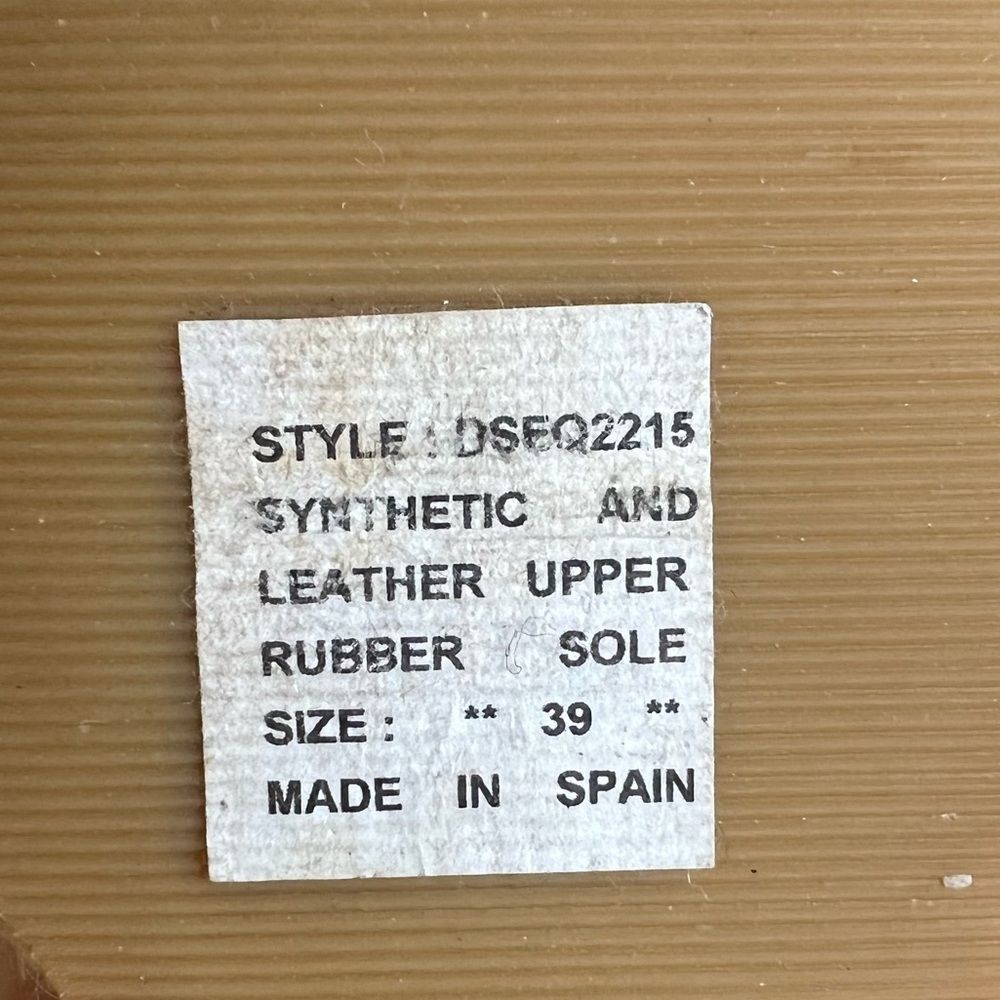 STYLE : DSEQ2215
SYNTHETIC AND
LEATHER UPPER
RUBBER SOLE
SIZE : ** 39 **
MADE IN SPAIN